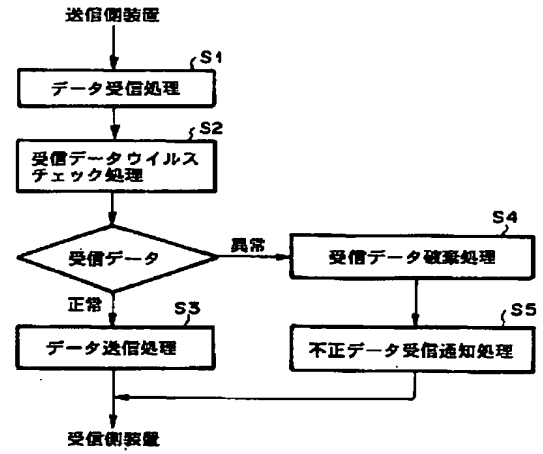 送信側装置
S1
データ受信処理
S2
受信データウイルス
チェック処理
受信データ
異常
S4
受信データ破棄処理
正常
S3
データ送信処理
S5
不正データ受信通知処理
受信側装置